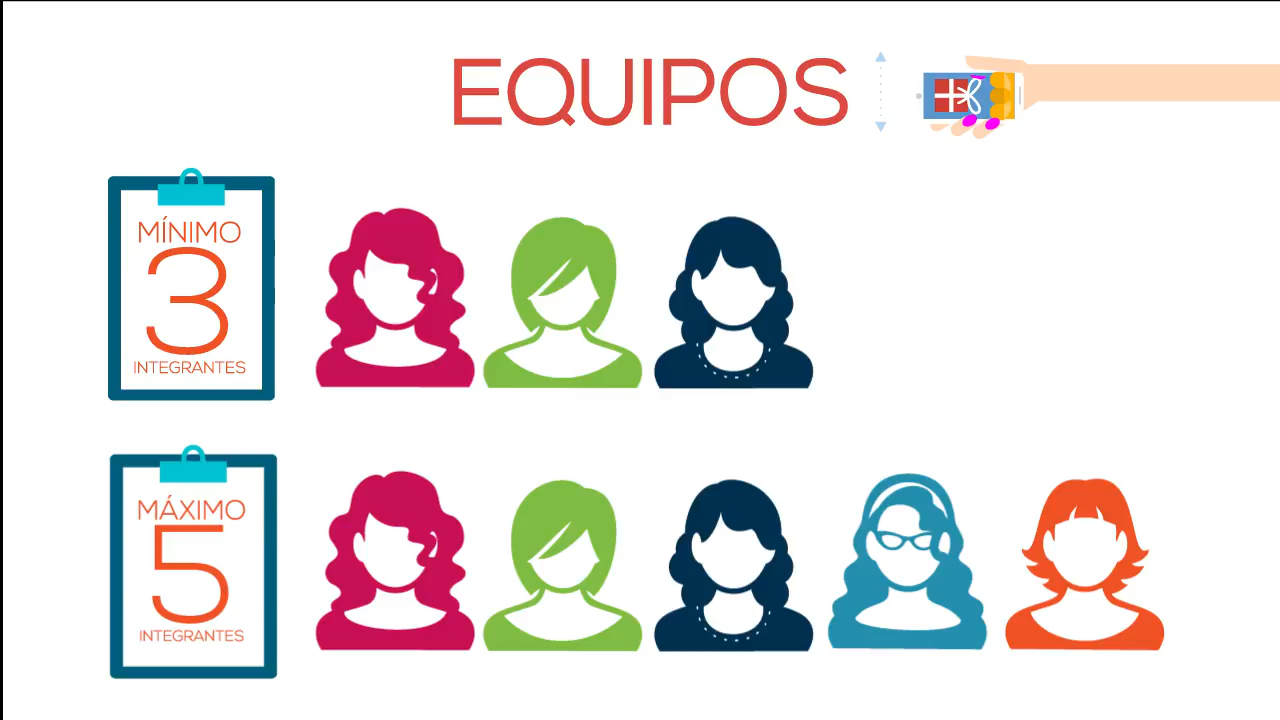 EQUIPOS
MÍNIMO
3
INTEGRANTES
MÁXIMO
5
INTEGRANTES